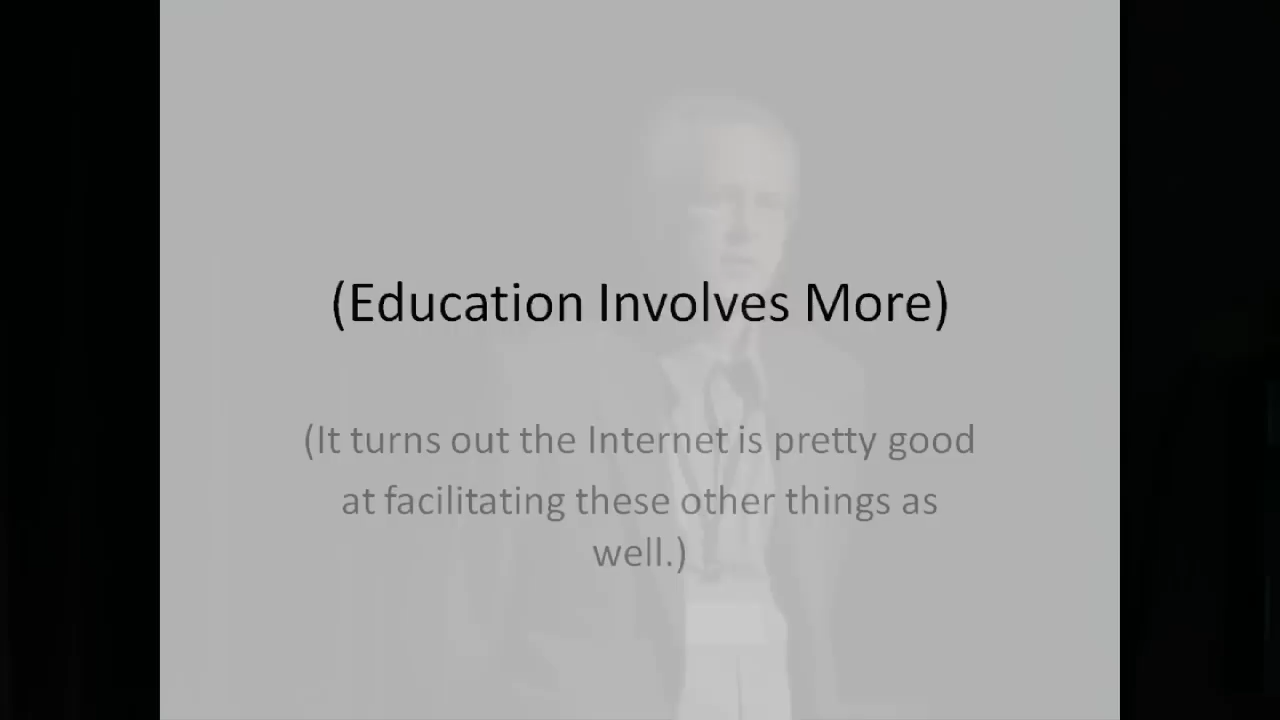 (Education Involves More)
(It turns out the Internet is pretty good
at facilitating these other things as
well.)